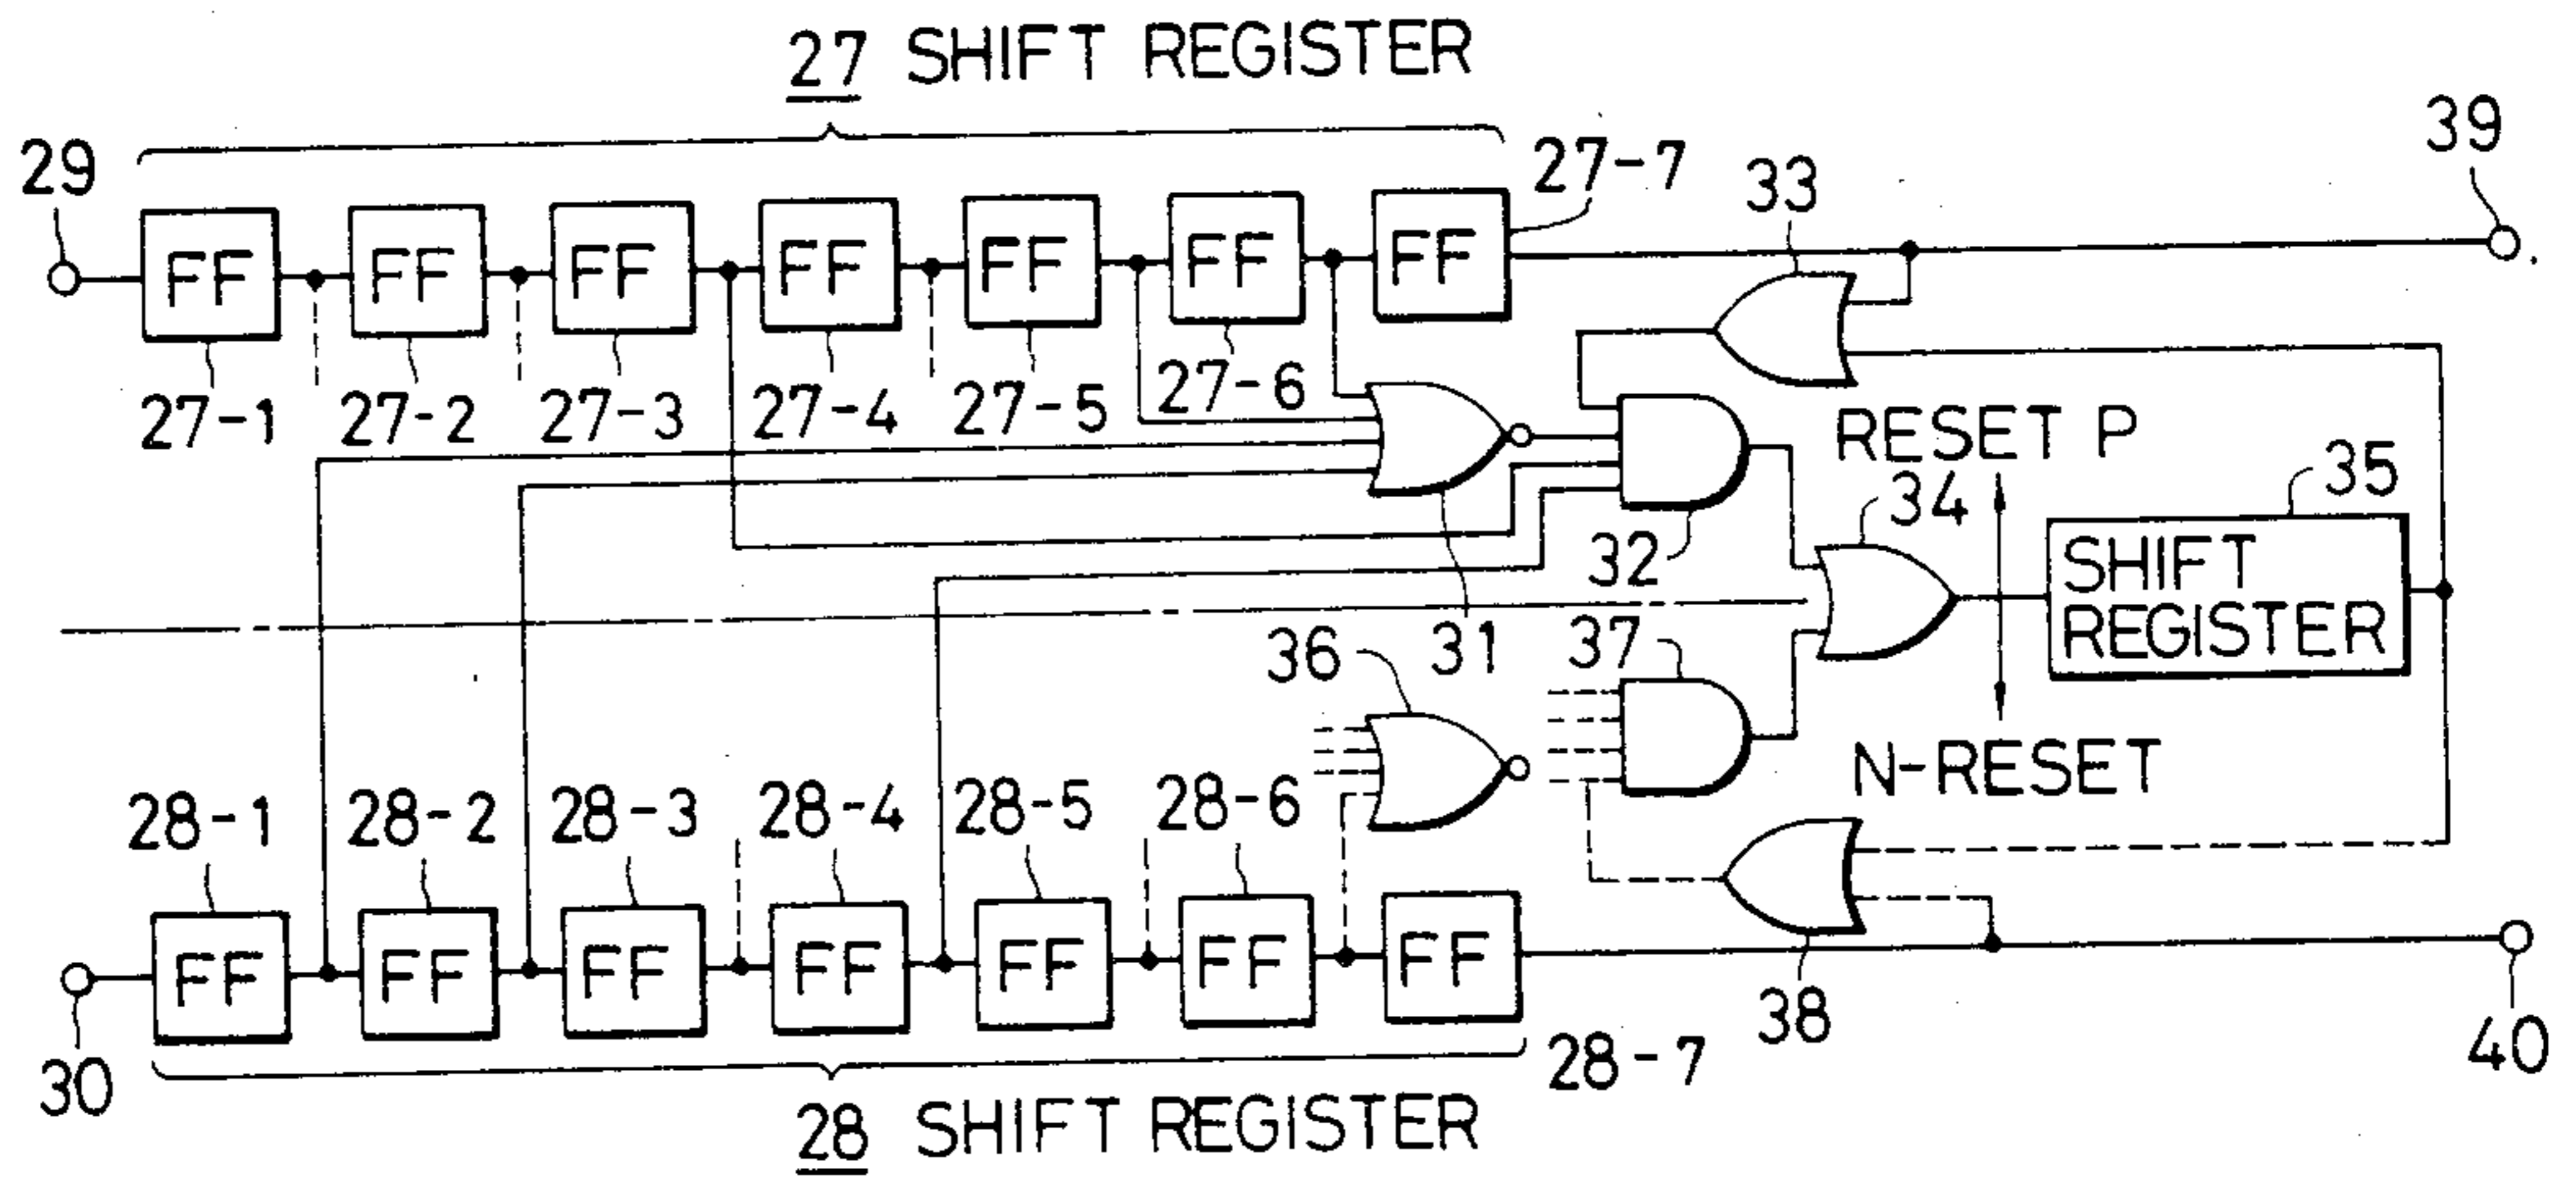 27 SHIFT REGISTER
29
39
27-7
33
FF FF FF FF FF FF FF
27-1 27-2 27-3 27-4 27-5 27-6
RESET P
35
34
32
SHIFT
REGISTER
31
36
37
N-RESET
28-1 28-2 28-3 28-4 28-5 28-6
FF FF FF FF FF FF FF
38
30
28-7
40
28 SHIFT REGISTER